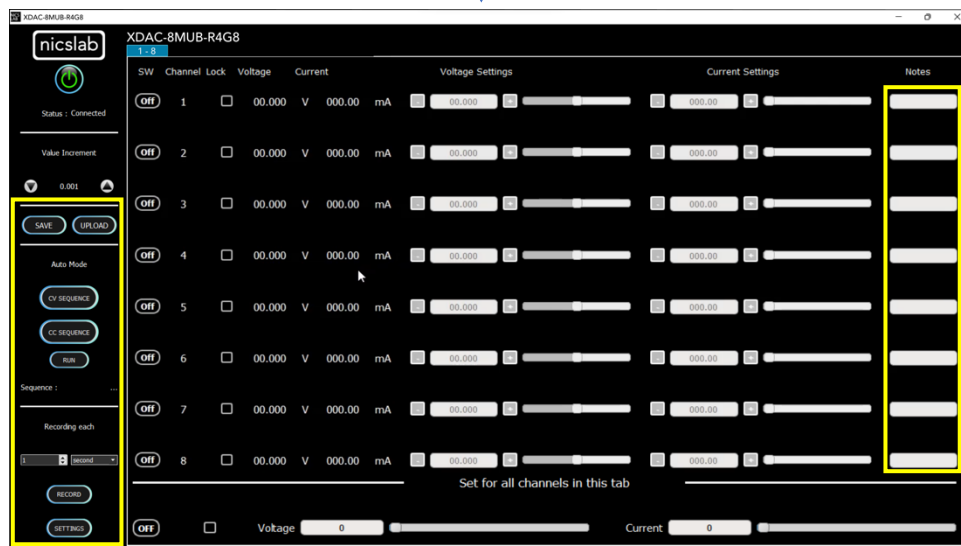 XDAC-8MUB-R4G8
nicslab
Status : Connected
Value Increment
0.001
SAVE UPLOAD
Auto Mode
CV SEQUENCE
CC SEQUENCE
RUN
Sequence : ...
Recording each
1 second
RECORD
SETTINGS
XDAC-8MUB-R4G8
1 - 8
SW Channel Lock Voltage Current Voltage Settings Current Settings Notes
Off 1 00.000 V 000.00 mA - 00.000 + - 000.00 +
Off 2 00.000 V 000.00 mA - 00.000 + - 000.00 +
Off 3 00.000 V 000.00 mA - 00.000 + - 000.00 +
Off 4 00.000 V 000.00 mA - 00.000 + - 000.00 +
Off 5 00.000 V 000.00 mA - 00.000 + - 000.00 +
Off 6 00.000 V 000.00 mA - 00.000 + - 000.00 +
Off 7 00.000 V 000.00 mA - 00.000 + - 000.00 +
Off 8 00.000 V 000.00 mA - 00.000 + - 000.00 +
Set for all channels in this tab
OFF Voltage 0 Current 0